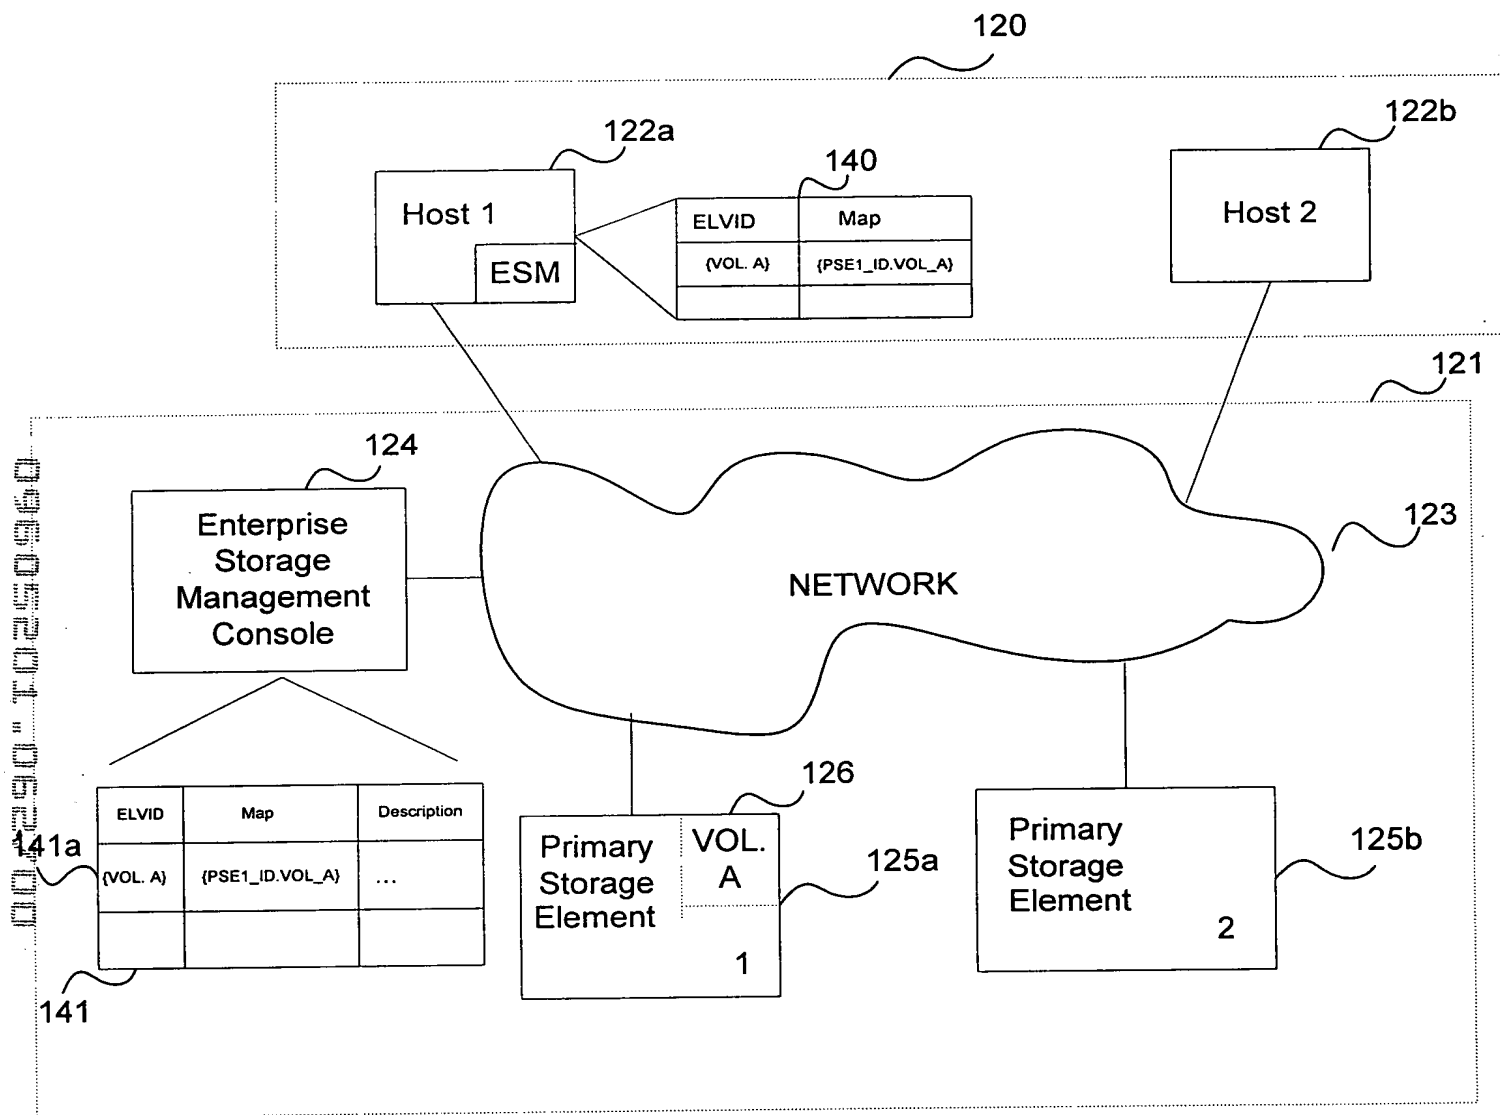 120
122a
122b
140
Host 1
ESM
ELVID Map
{VOL. A} {PSE1_ID.VOL_A}
Host 2
121
124
Enterprise
Storage
Management
Console
123
NETWORK
126
ELVID Map Description
141a
{VOL. A} {PSE1_ID.VOL_A} ...
141
Primary
Storage
Element
1
VOL.
A
125a
Primary
Storage
Element
2
125b